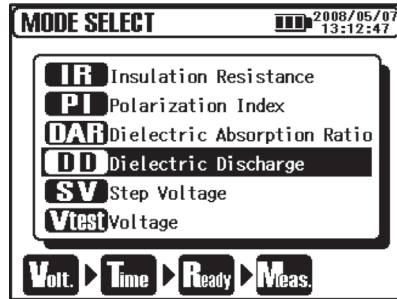 MODE SELECT
2008/05/07
13:12:47
IR Insulation Resistance
PI Polarization Index
DAR Dielectric Absorption Ratio
DD Dielectric Discharge
SV Step Voltage
Vtest Voltage
Volt. Time Ready Meas.